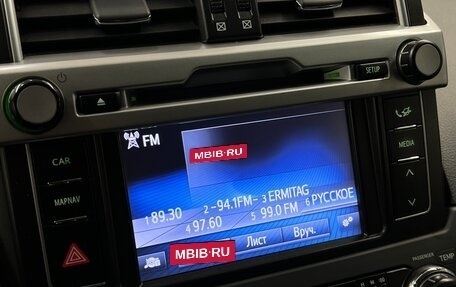 SETUP
FM
MBIB·RU
CAR
MAPNAV
MEDIA
1 89.30
2 -94.1FM-
3 ERMITAG
4 97.60
5 99.0 FM
6 РУССКОЕ
Лист
Вруч.
MBIB·RU
PASSENGER
TEMP